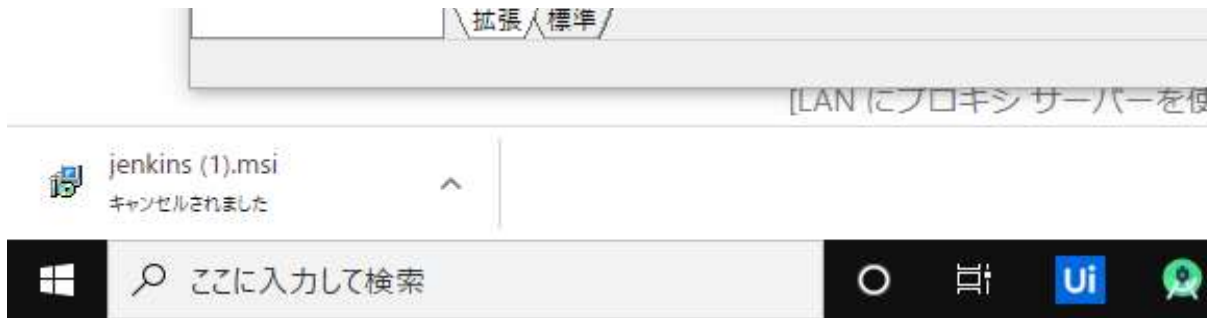 拡張 標準
[LAN にプロキシ サーバーを使
jenkins (1).msi
キャンセルされました
ここに入力して検索
Ui